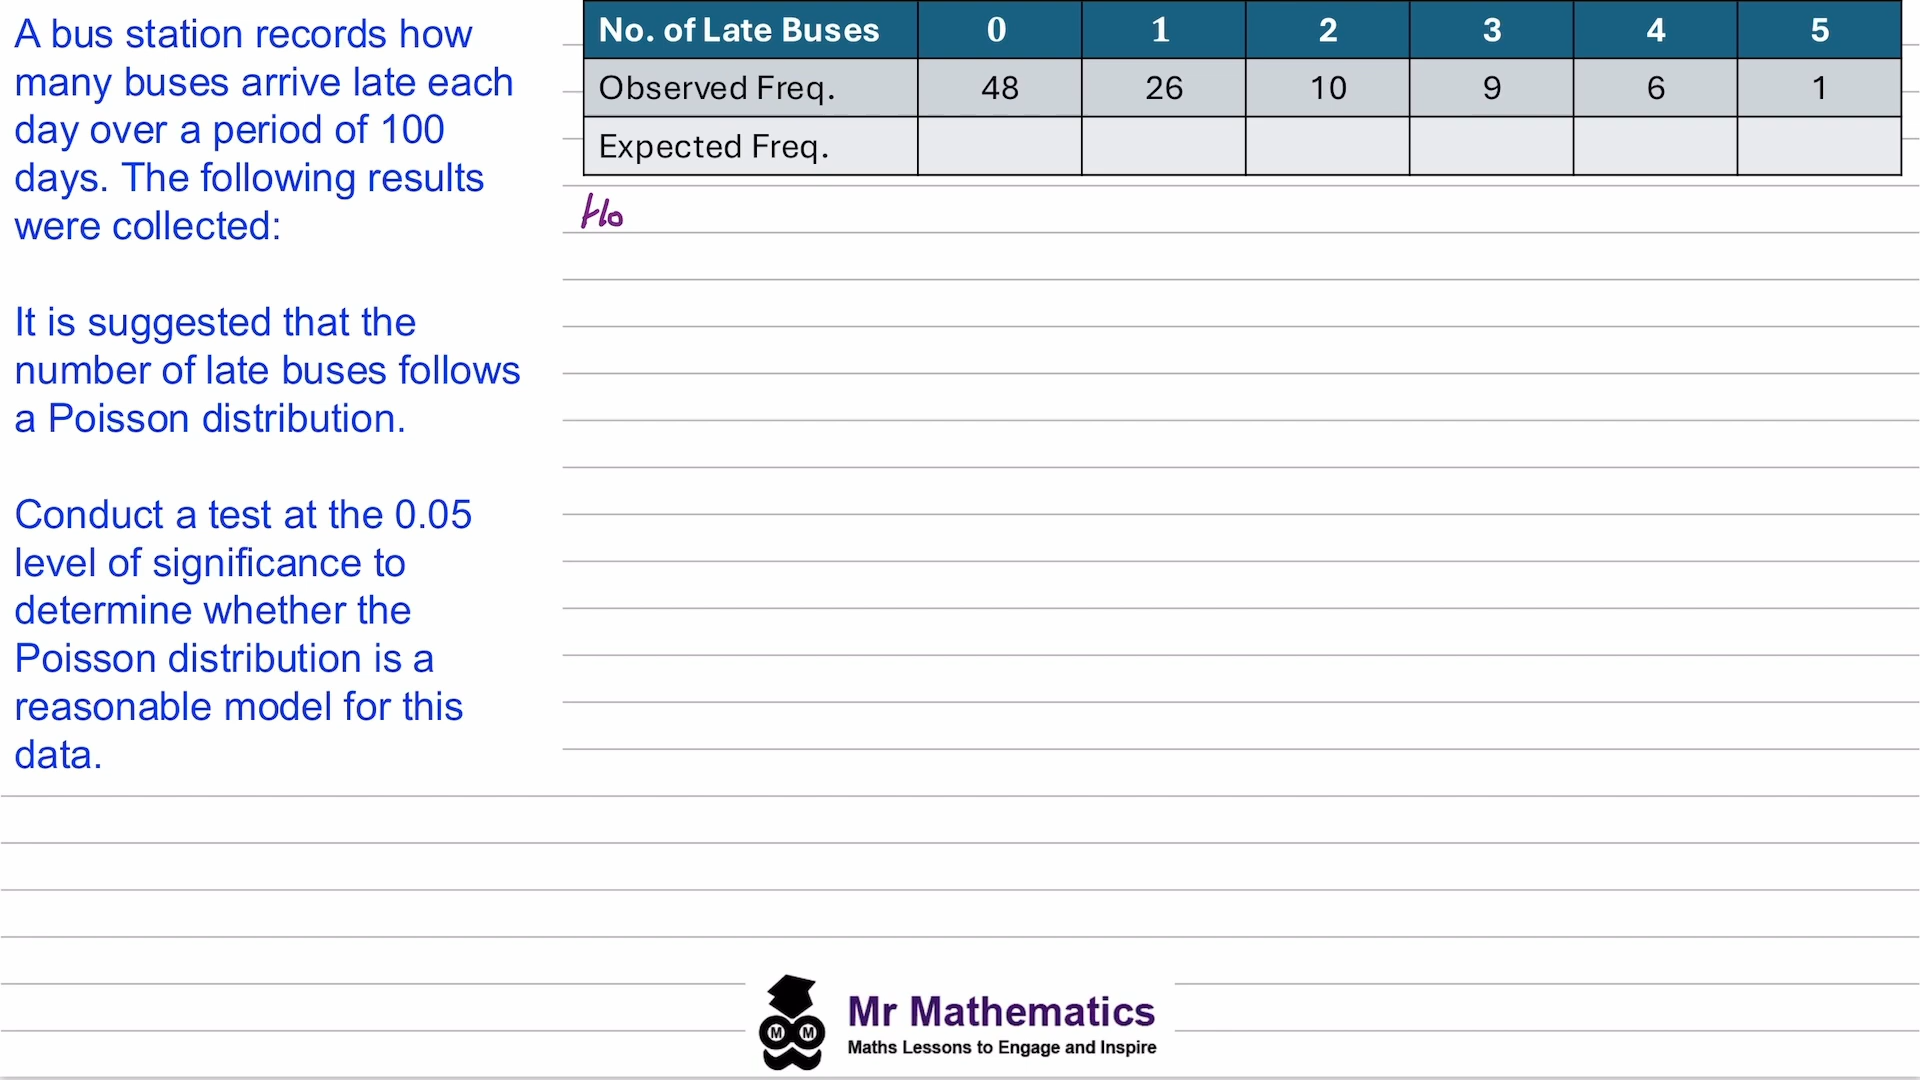 A bus station records how
many buses arrive late each
day over a period of 100
days. The following results
were collected:
It is suggested that the
number of late buses follows
a Poisson distribution.
Conduct a test at the 0.05
level of significance to
determine whether the
Poisson distribution is a
reasonable model for this
data.
No. of Late Buses 0 1 2 3 4 5
Observed Freq. 48 26 10 9 6 1
Expected Freq.
H0
M M
Mr Mathematics
Maths Lessons to Engage and Inspire